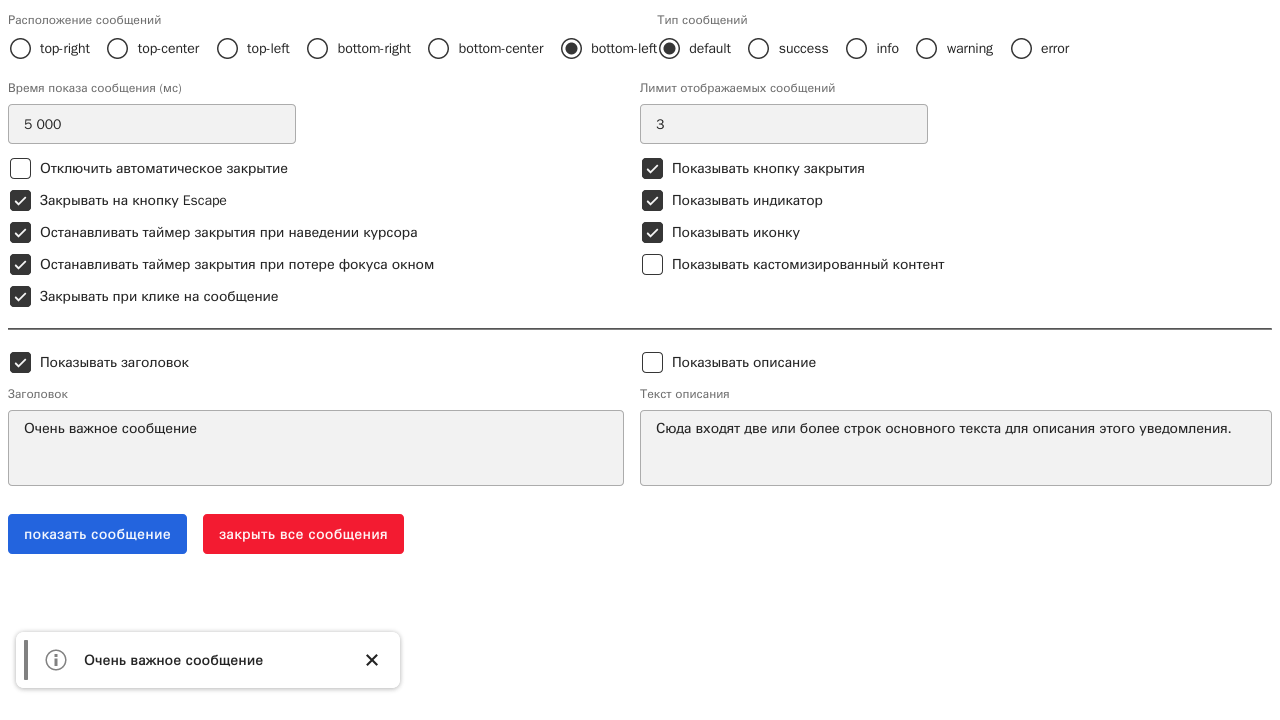 Расположение сообщений
Тип сообщений
top-right top-center top-left bottom-right bottom-center bottom-left default success info warning error
Время показа сообщения (мс)
Лимит отображаемых сообщений
5 000
3
Отключить автоматическое закрытие
Показывать кнопку закрытия
Закрывать на кнопку Escape
Показывать индикатор
Останавливать таймер закрытия при наведении курсора
Показывать иконку
Останавливать таймер закрытия при потере фокуса окном
Показывать кастомизированный контент
Закрывать при клике на сообщение
Показывать заголовок
Показывать описание
Заголовок
Текст описания
Очень важное сообщение
Сюда входят две или более строк основного текста для описания этого уведомления.
показать сообщение
закрыть все сообщения
Очень важное сообщение